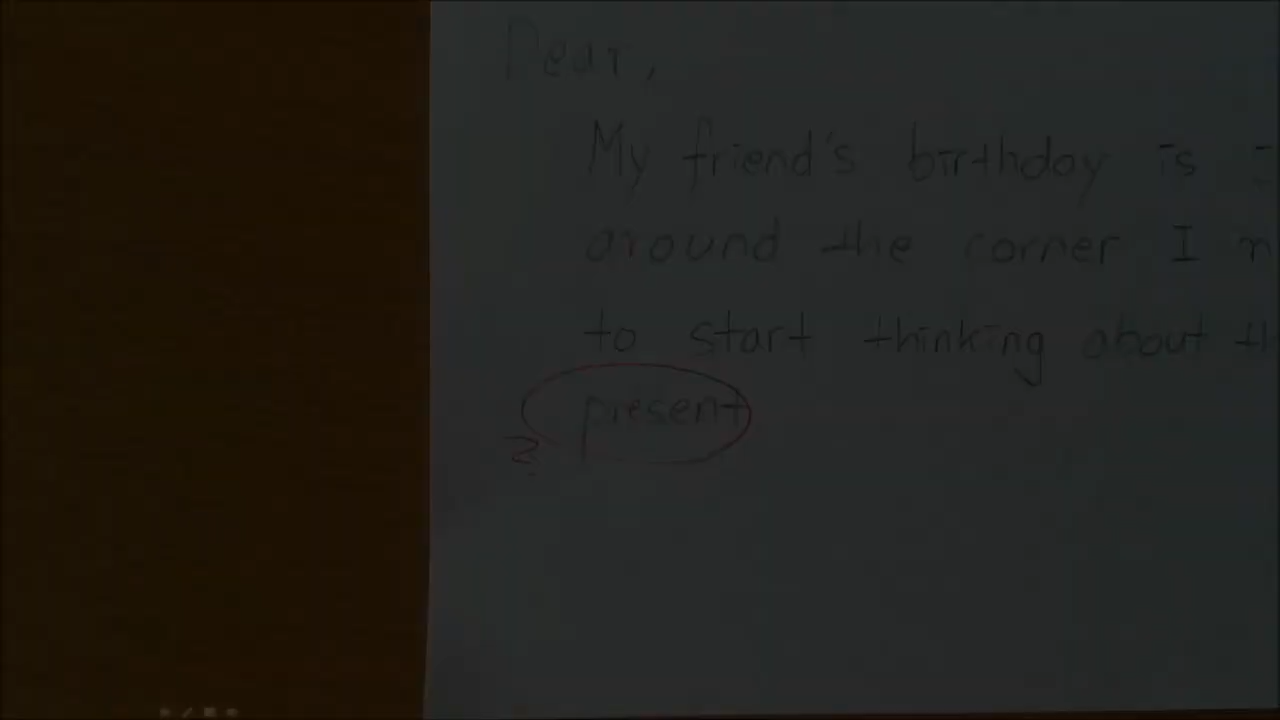 Dear,
My friend's birthday is
around the corner I
to start thinking about
present
?